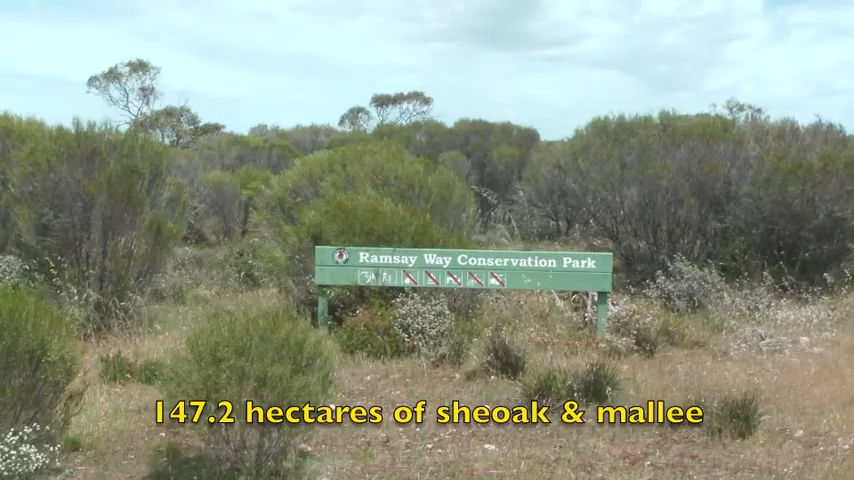 Ramsay Way Conservation Park
147.2 hectares of sheoak & mallee